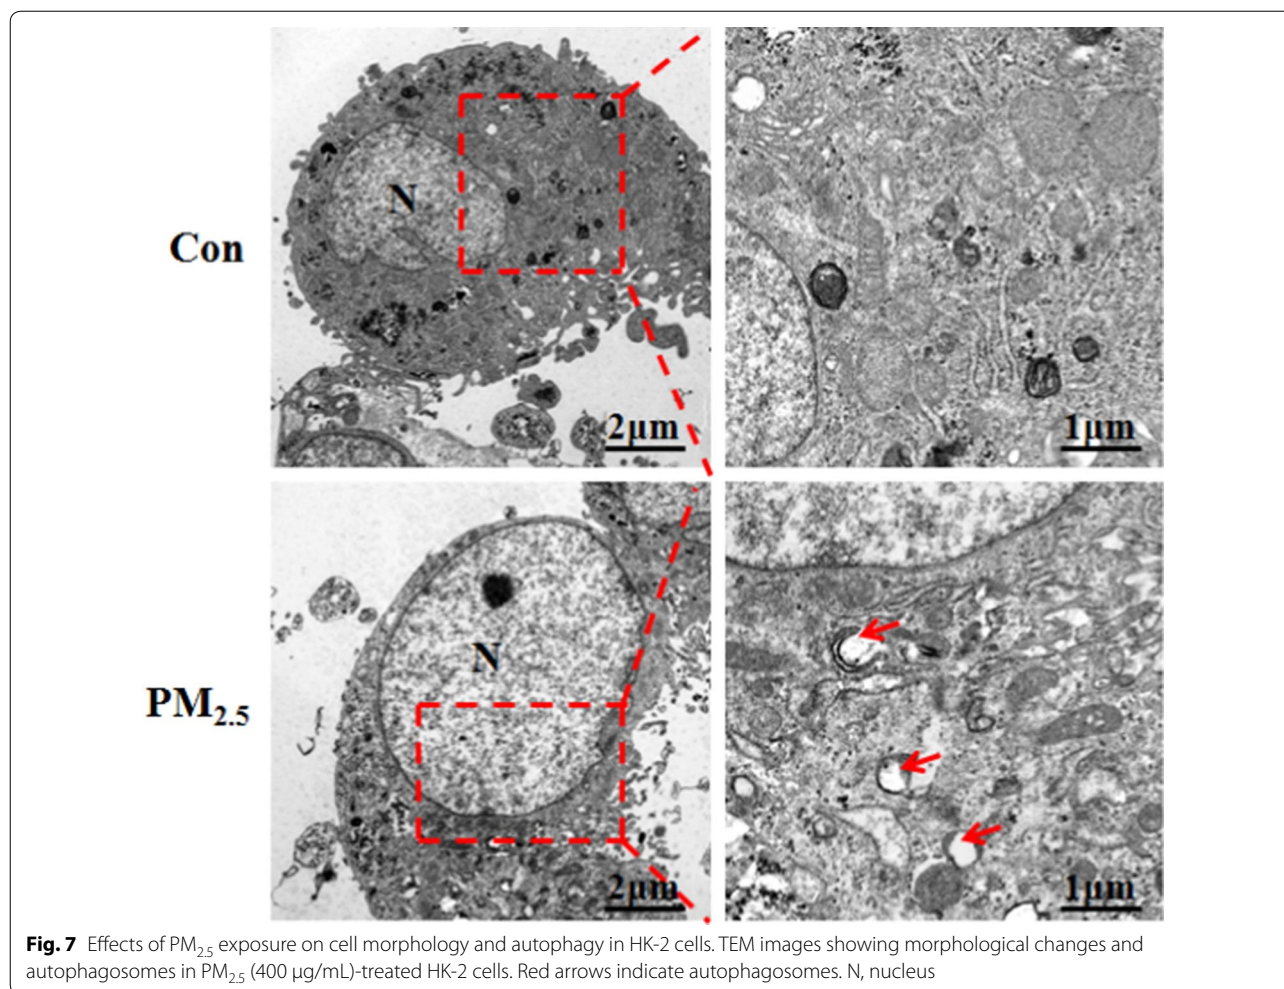 Con
N
2μm
1μm
PM2.5
N
2μm
1μm
Fig. 7 Effects of PM2.5 exposure on cell morphology and autophagy in HK-2 cells. TEM images showing morphological changes and
autophagosomes in PM2.5 (400 μg/mL)-treated HK-2 cells. Red arrows indicate autophagosomes. N, nucleus